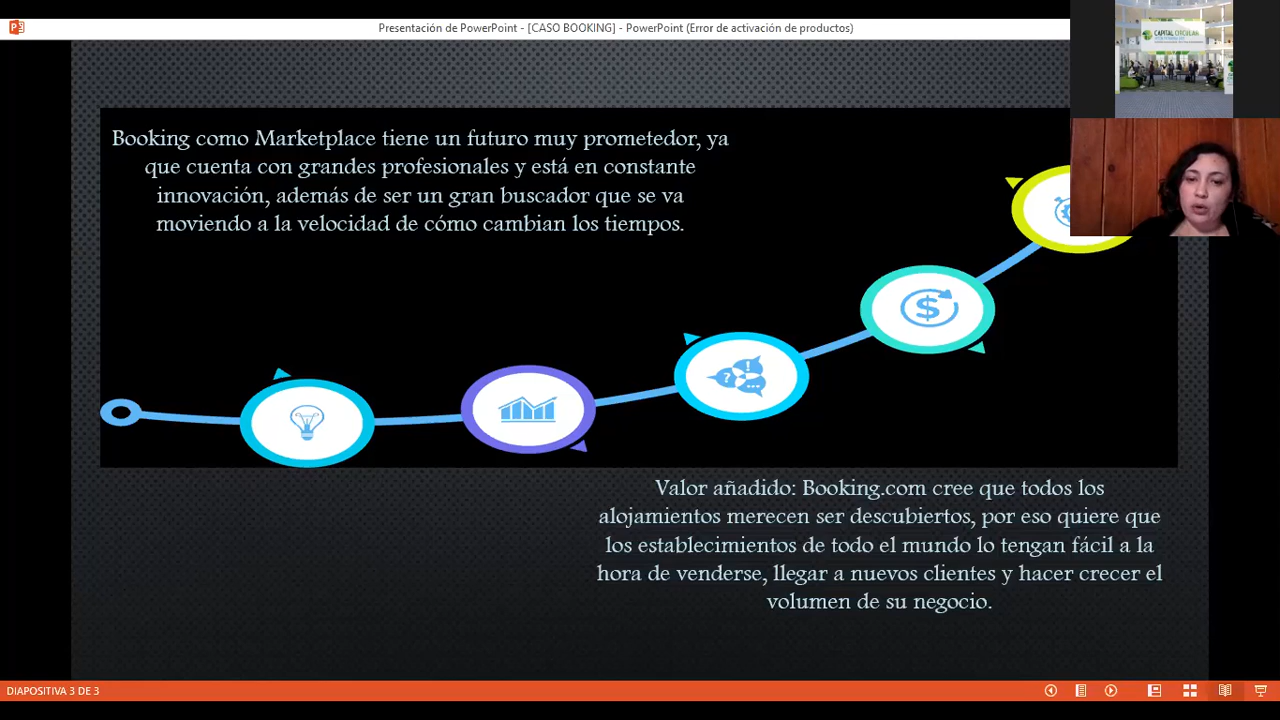 Presentación de PowerPoint - [CASO BOOKING] - PowerPoint (Error de activación de productos)
CAPITAL CIRCULAR
Booking como Marketplace tiene un futuro muy prometedor, ya
que cuenta con grandes profesionales y está en constante
innovación, además de ser un gran buscador que se va
moviendo a la velocidad de cómo cambian los tiempos.
$
?
!
...
Valor añadido: Booking.com cree que todos los
alojamientos merecen ser descubiertos, por eso quiere que
los establecimientos de todo el mundo lo tengan fácil a la
hora de venderse, llegar a nuevos clientes y hacer crecer el
volumen de su negocio.
DIAPOSITIVA 3 DE 3